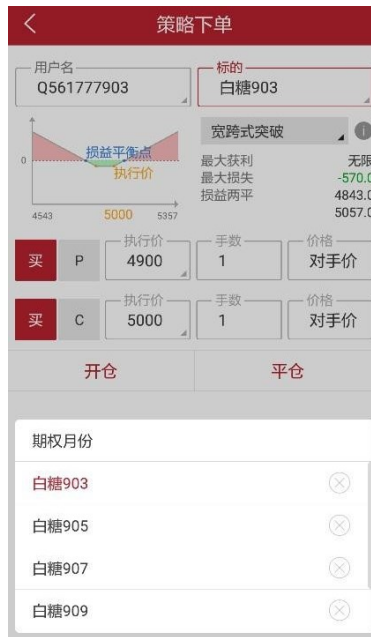 策略下单
用户名
Q561777903
标的
白糖903
0
损益平衡点
执行价
4543
5000
5357
宽跨式突破
最大获利
无限
最大损失
-570.0
损益两平
4843.0
5057.0
买
P
执行价
4900
手数
1
价格
对手价
买
C
执行价
5000
手数
1
价格
对手价
开仓
平仓
期权月份
白糖903
白糖905
白糖907
白糖909